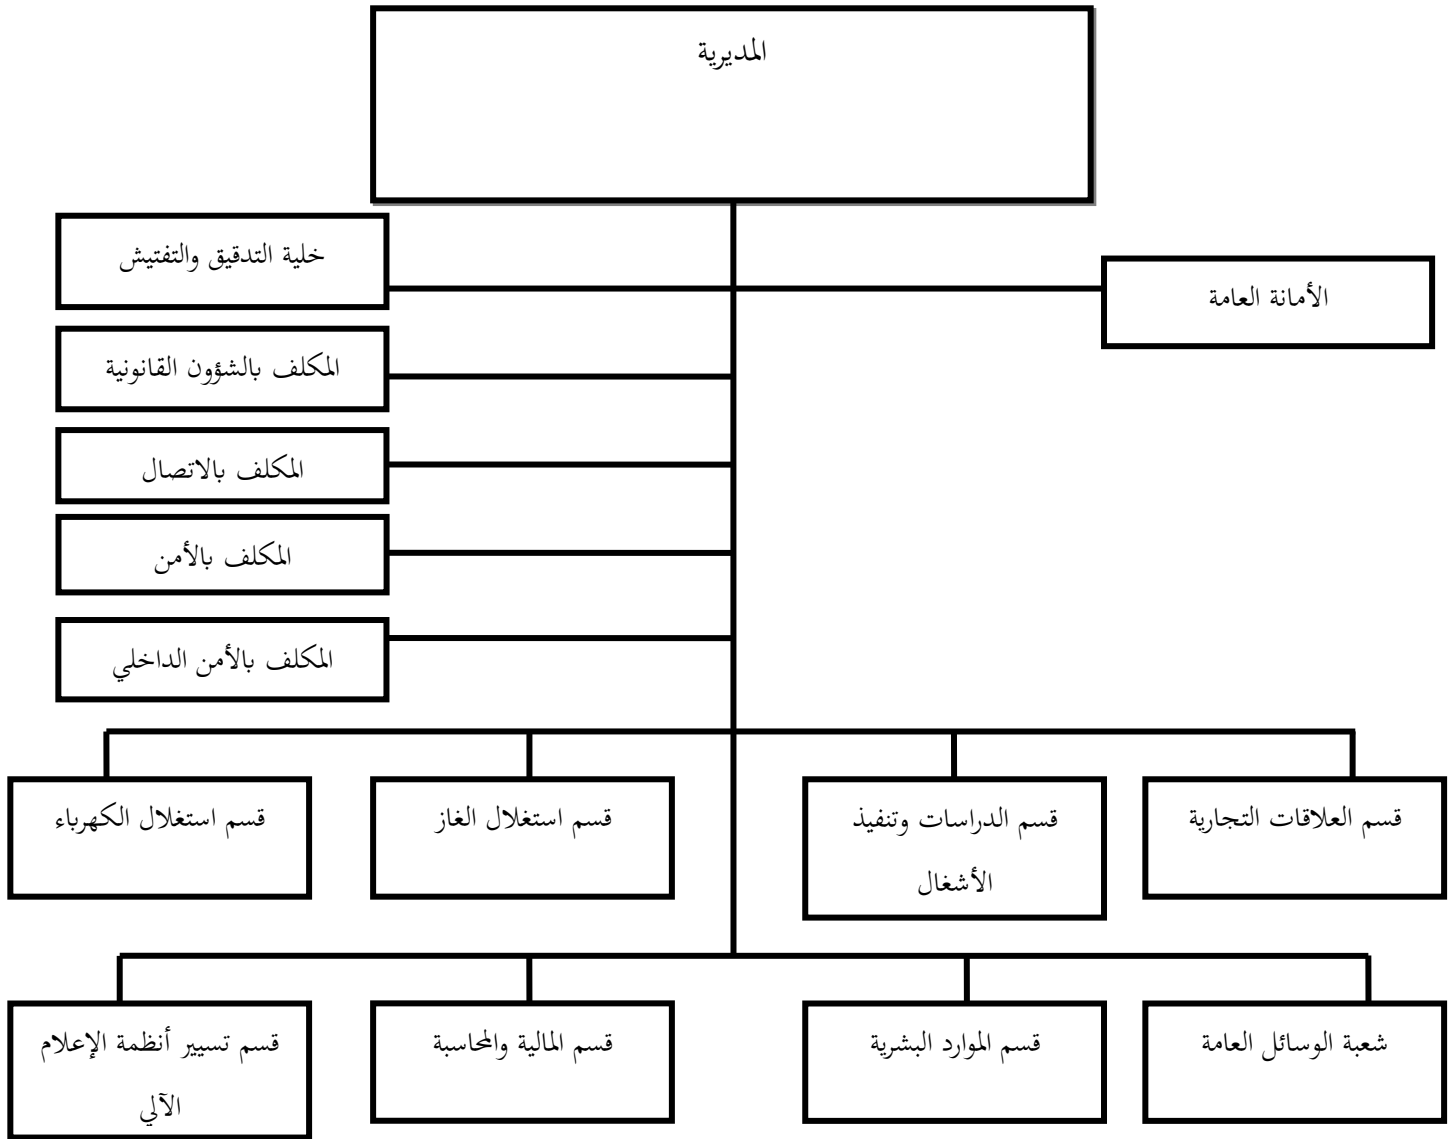 المديرية
الأمانة العامة
خلية التدقيق والتفتيش
المكلف بالشؤون القانونية
المكلف بالاتصال
المكلف بالأمن
المكلف بالأمن الداخلي
قسم العلاقات التجارية
قسم الدراسات وتنفيذ
الأشغال
قسم استغلال الغاز
قسم استغلال الكهرباء
شعبة الوسائل العامة
قسم الموارد البشرية
قسم المالية والمحاسبة
قسم تسيير أنظمة الإعلام
الآلي